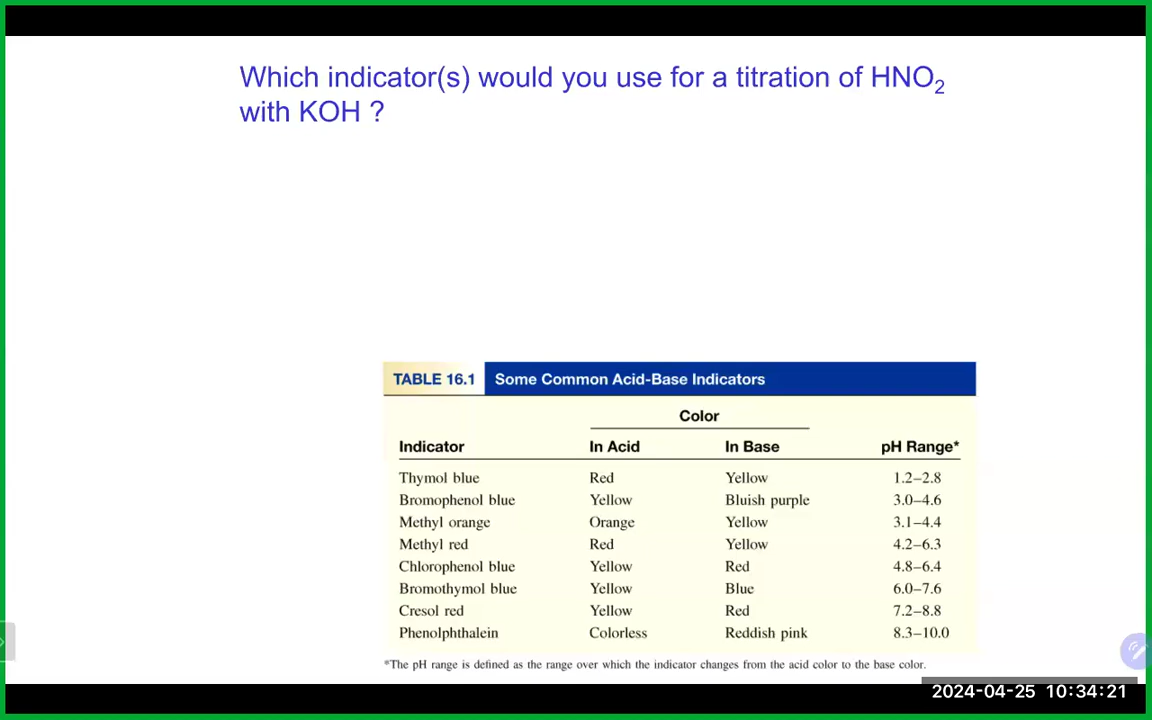 Which indicator(s) would you use for a titration of HNO₂
with KOH ?
TABLE 16.1 Some Common Acid-Base Indicators
Color
Indicator In Acid In Base pH Range*
Thymol blue Red Yellow 1.2–2.8
Bromophenol blue Yellow Bluish purple 3.0–4.6
Methyl orange Orange Yellow 3.1–4.4
Methyl red Red Yellow 4.2–6.3
Chlorophenol blue Yellow Red 4.8–6.4
Bromothymol blue Yellow Blue 6.0–7.6
Cresol red Yellow Red 7.2–8.8
Phenolphthalein Colorless Reddish pink 8.3–10.0
*The pH range is defined as the range over which the indicator changes from the acid color to the base color.
2024-04-25 10:34:21